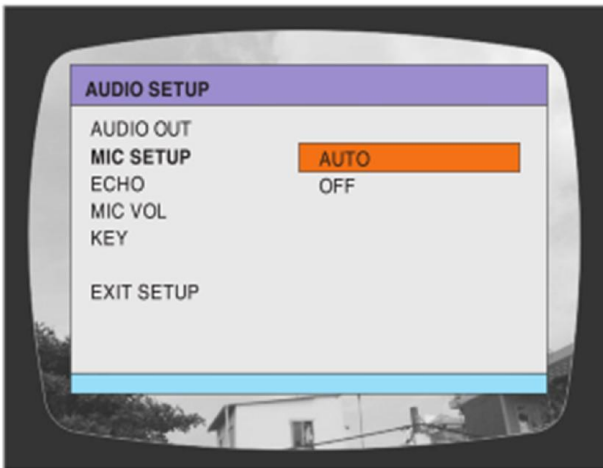 AUDIO SETUP
AUDIO OUT
MIC SETUP AUTO
ECHO OFF
MIC VOL
KEY
EXIT SETUP